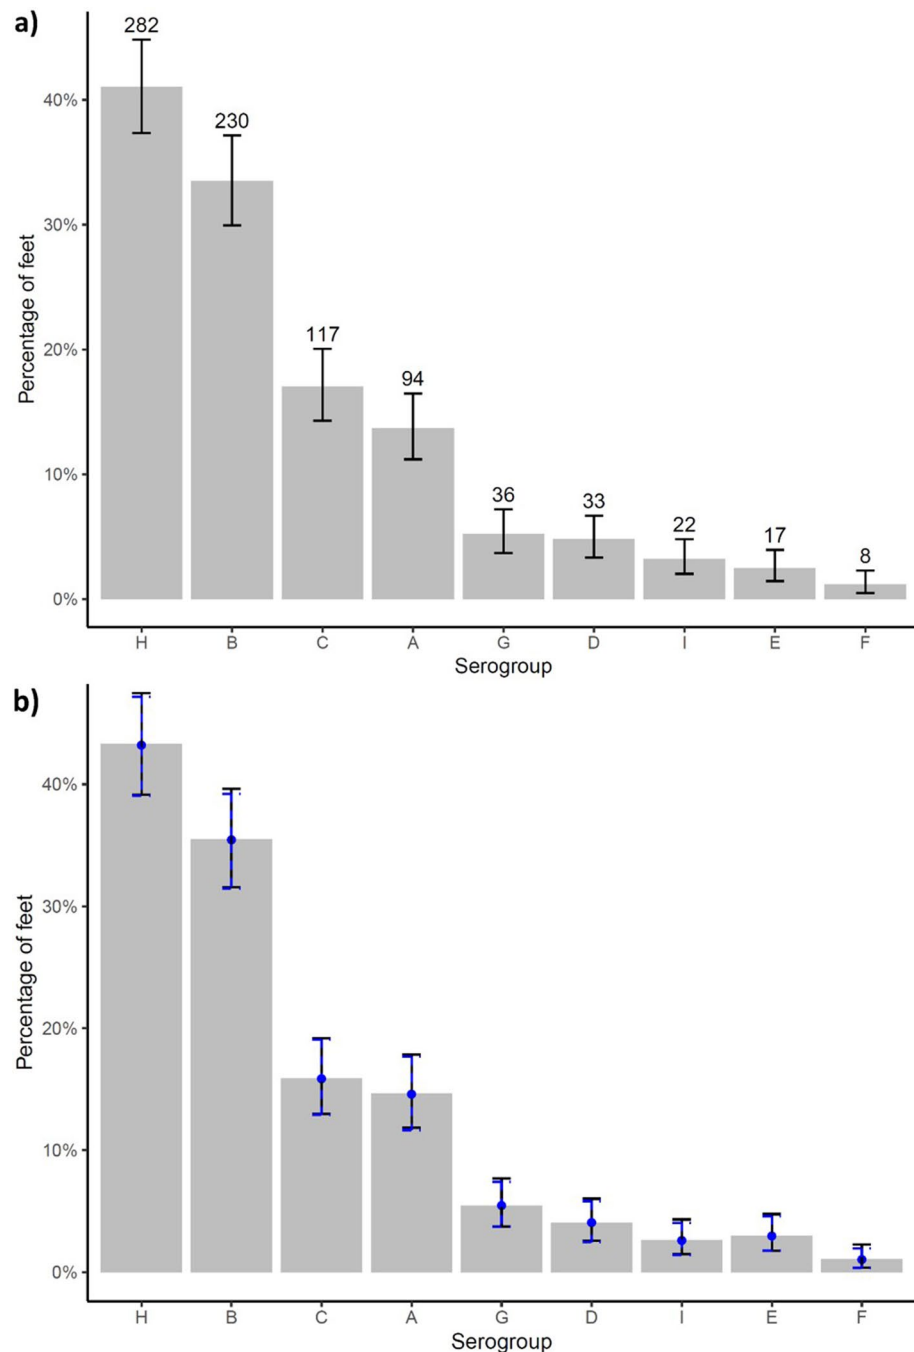 a)
282
230
117
94
36
33
22
17
8
40%
30%
20%
10%
0%
Percentage of feet
H B C A G D I E F
Serogroup
b)
40%
30%
20%
10%
0%
Percentage of feet
H B C A G D I E F
Serogroup